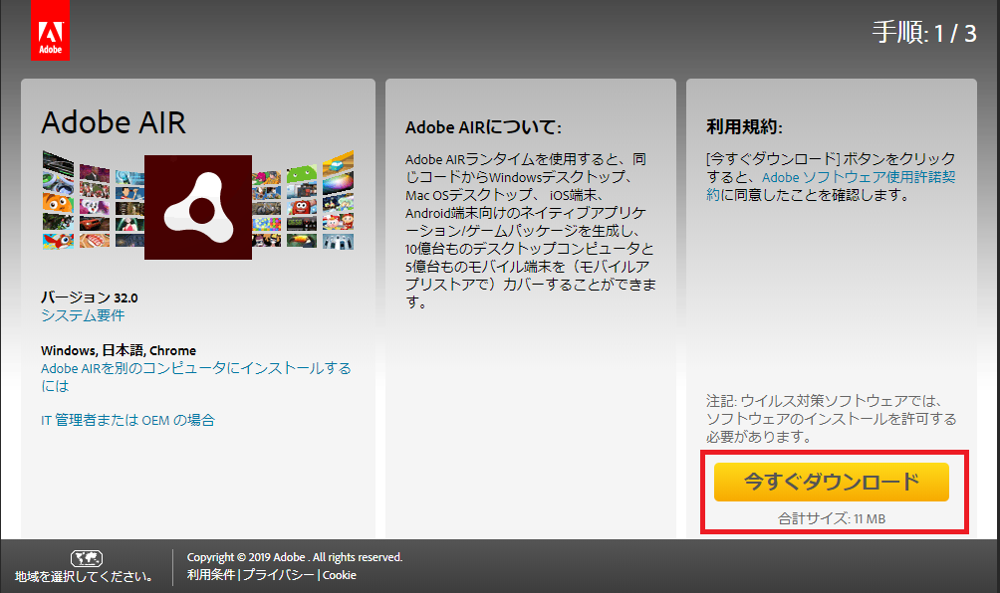 Adobe
手順: 1 / 3
Adobe AIR
バージョン 32.0
システム要件
Windows, 日本語, Chrome
Adobe AIRを別のコンピュータにインストールする
には
IT 管理者または OEM の場合
Adobe AIRについて:
Adobe AIRランタイムを使用すると、同
じコードからWindowsデスクトップ、
Mac OSデスクトップ、 iOS端末、
Android端末向けのネイティブアプリケ
ーション/ゲームパッケージを生成し、
10億台ものデスクトップコンピュータと
5億台ものモバイル端末を（モバイルア
プリストアで）カバーすることができま
す。
利用規約:
[今すぐダウンロード] ボタンをクリック
すると、Adobe ソフトウェア使用許諾契
約に同意したことを確認します。
注記: ウイルス対策ソフトウェアでは、
ソフトウェアのインストールを許可する
必要があります。
今すぐダウンロード
合計サイズ: 11 MB
地域を選択してください。
Copyright © 2019 Adobe . All rights reserved.
利用条件 | プライバシー | Cookie